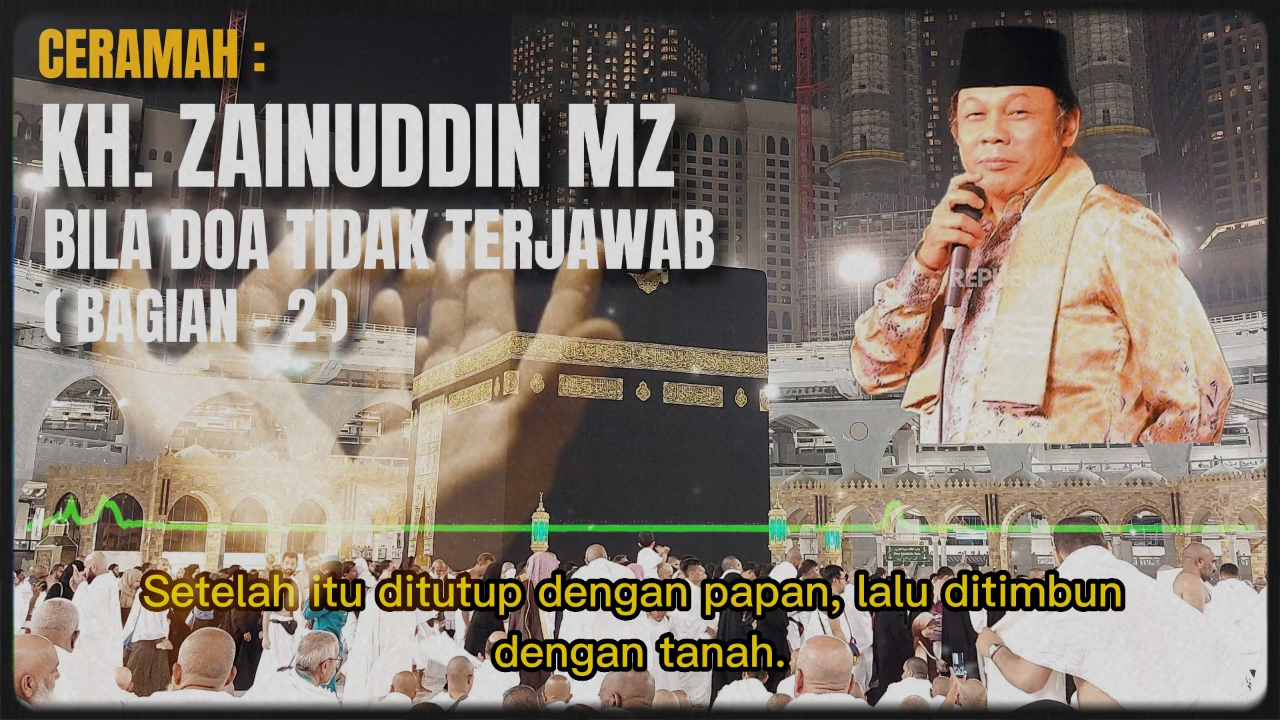 CERAMAH :
KH. ZAINUDDIN MZ
BILA DOA TIDAK TERJAWAB
( BAGIAN - 2 )
Setelah itu ditutup dengan papan, lalu ditimbun
dengan tanah.